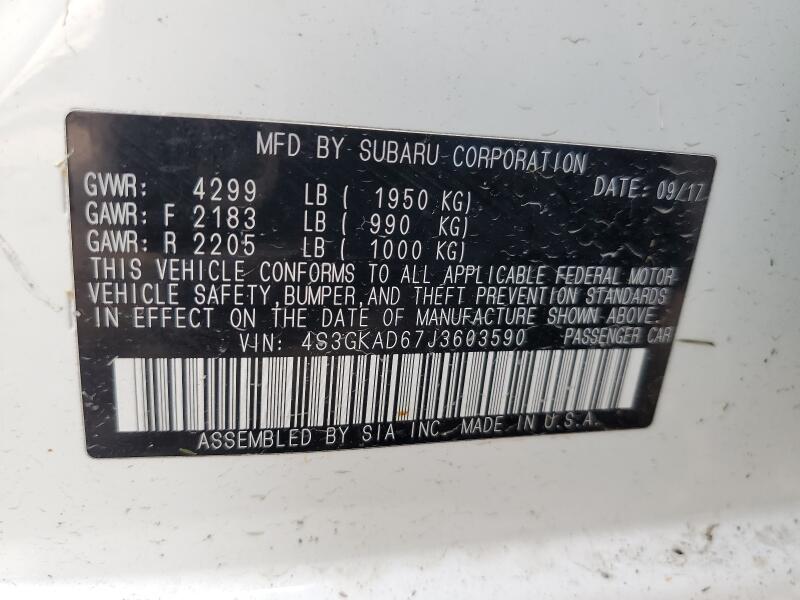 MFD BY SUBARU CORPORATION
GVWR: 4299 LB ( 1950 KG) DATE: 09/17
GAWR: F 2183 LB ( 990 KG)
GAWR: R 2205 LB ( 1000 KG)
THIS VEHICLE CONFORMS TO ALL APPLICABLE FEDERAL MOTOR
VEHICLE SAFETY, BUMPER, AND THEFT PREVENTION STANDARDS
IN EFFECT ON THE DATE OF MANUFACTURE SHOWN ABOVE.
VIN: 4S3GKAD67J3603590 PASSENGER CAR
ASSEMBLED BY SIA INC. MADE IN U.S.A.